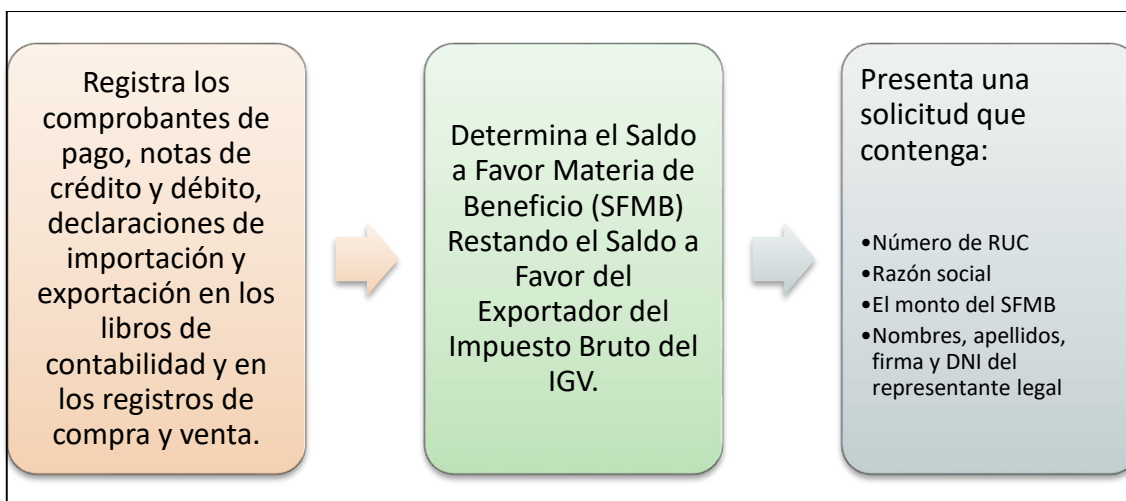 Registra los
comprobantes de
pago, notas de
crédito y débito,
declaraciones de
importación y
exportación en los
libros de
contabilidad y en
los registros de
compra y venta.
Determina el Saldo
a Favor Materia de
Beneficio (SFMB)
Restando el Saldo a
Favor del
Exportador del
Impuesto Bruto del
IGV.
Presenta una
solicitud que
contenga:
•Número de RUC
•Razón social
•El monto del SFMB
•Nombres, apellidos,
firma y DNI del
representante legal